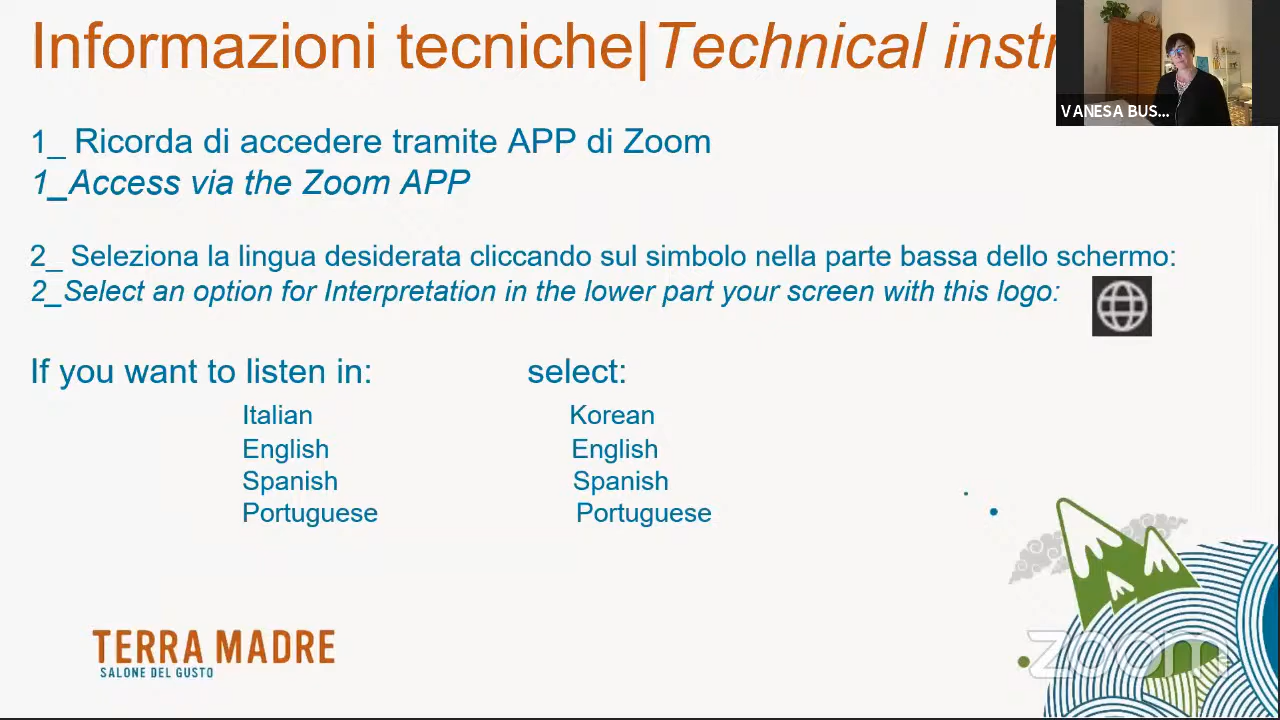 Informazioni tecniche|Technical instr
VANESA BUS...
1_ Ricorda di accedere tramite APP di Zoom
1_Access via the Zoom APP
2_ Seleziona la lingua desiderata cliccando sul simbolo nella parte bassa dello schermo:
2_Select an option for Interpretation in the lower part your screen with this logo:
If you want to listen in: select:
Italian Korean
English English
Spanish Spanish
Portuguese Portuguese
TERRA MADRE
SALONE DEL GUSTO
zoom